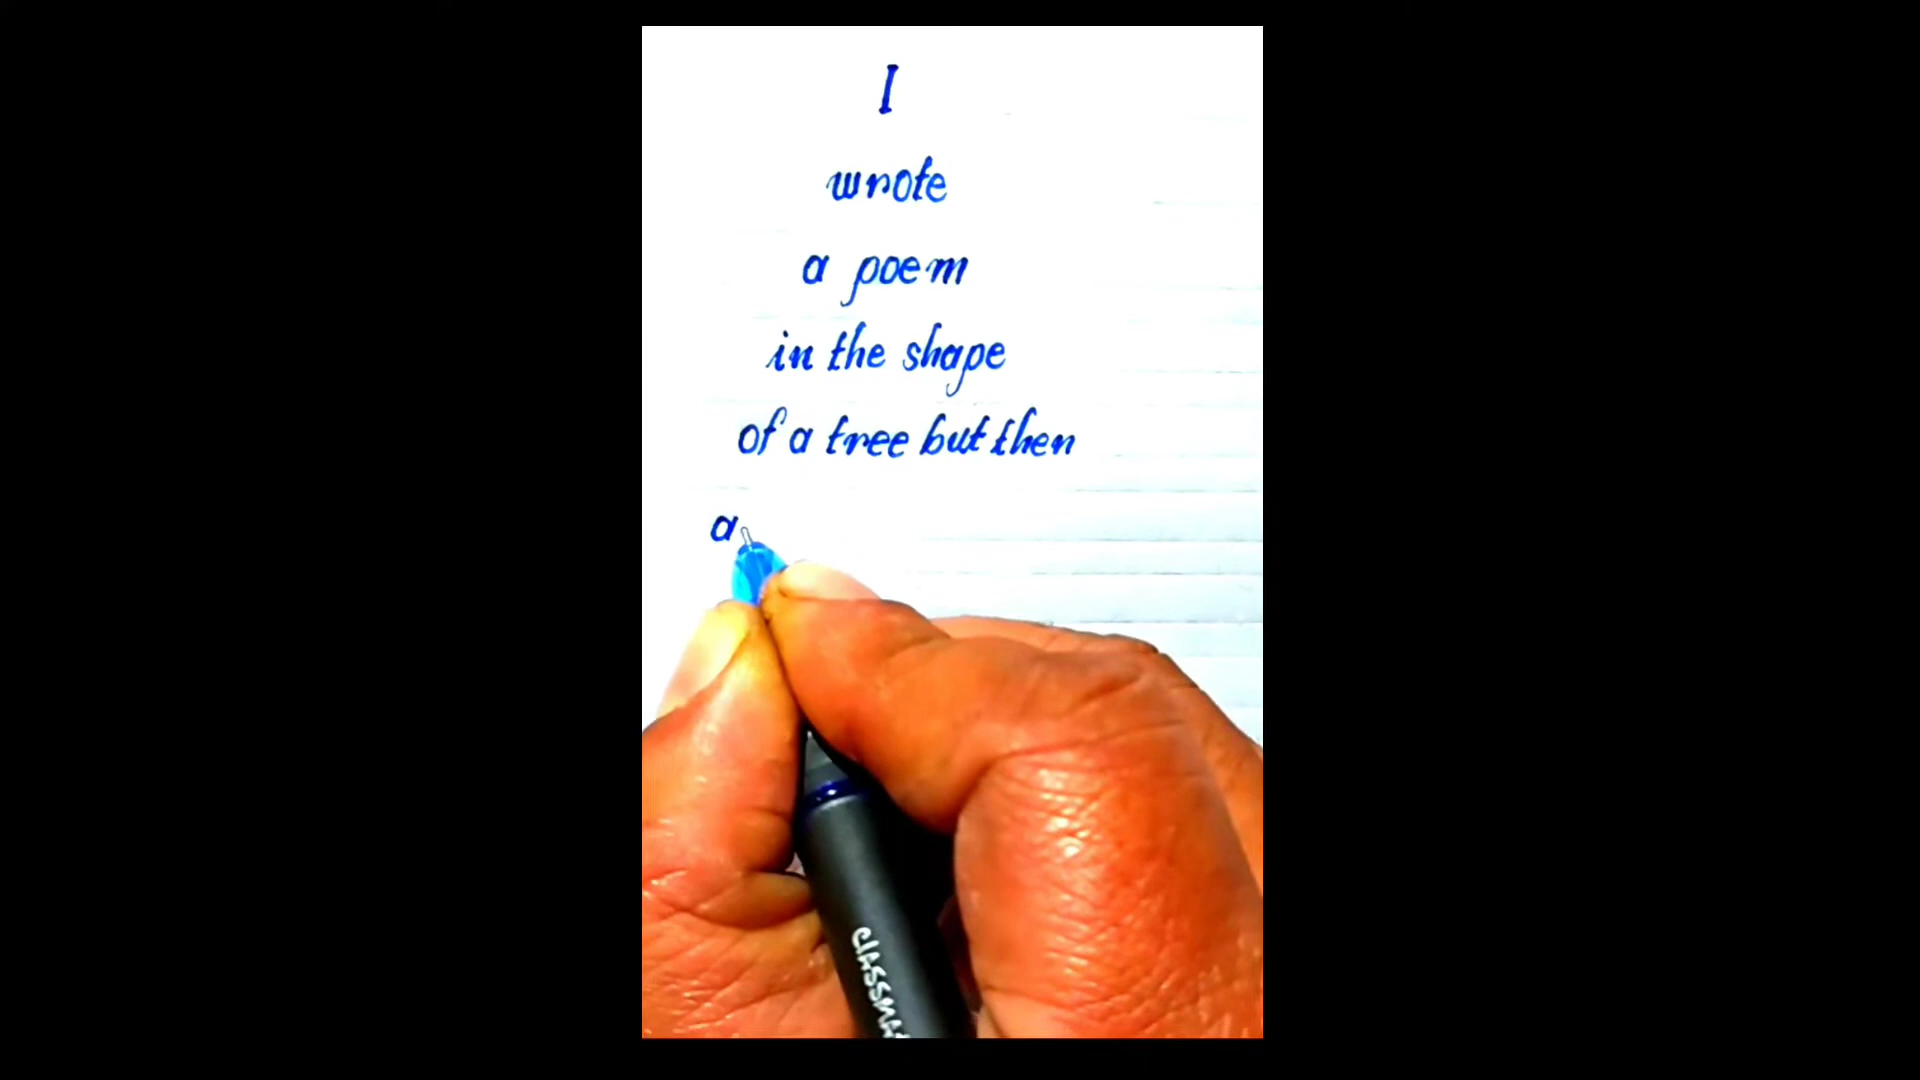 I
wrote
a poem
in the shape
of a tree but then
a